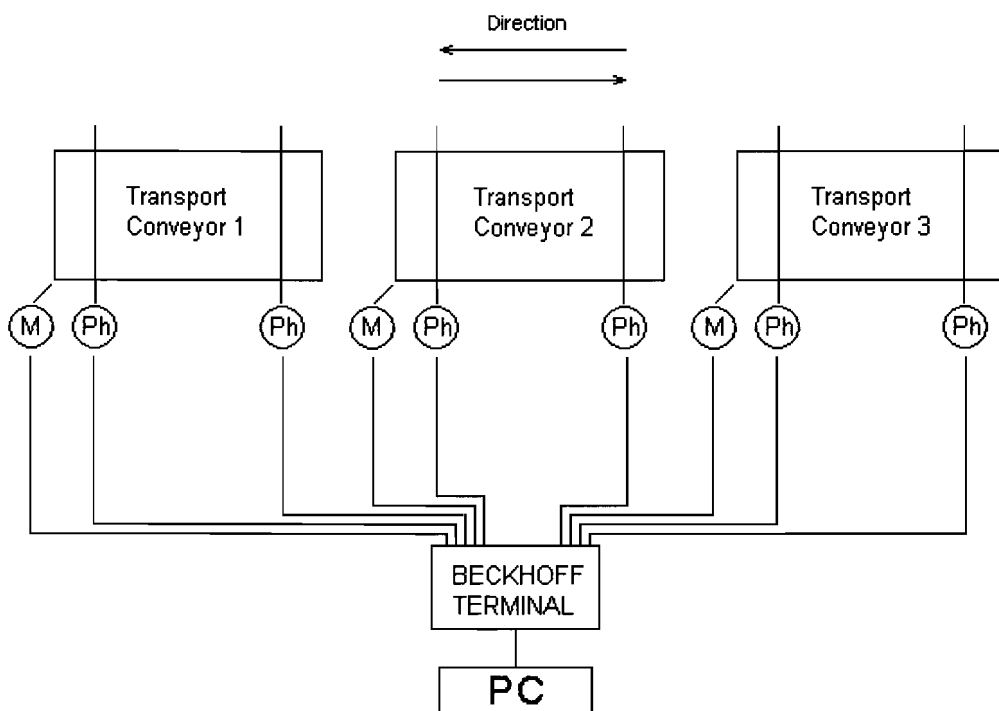 Direction
Transport
Conveyor 1
Transport
Conveyor 2
Transport
Conveyor 3
M
Ph
Ph
M
Ph
Ph
M
Ph
Ph
BECKHOFF
TERMINAL
PC